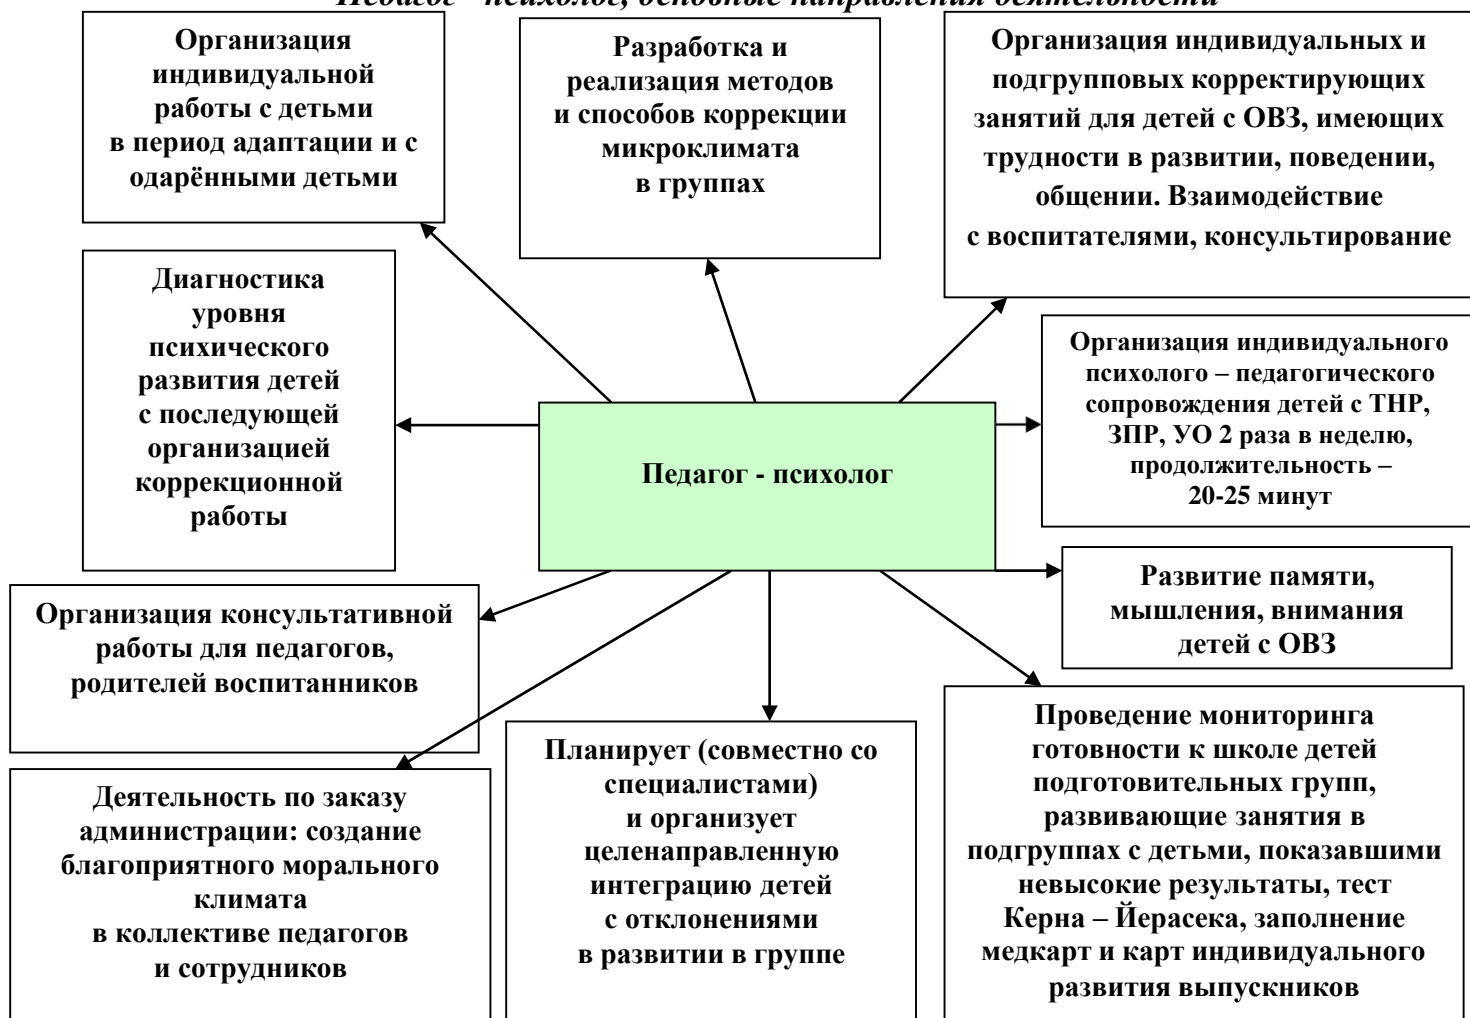 Педагог - психолог, основные направления деятельности
Организация
индивидуальной
работы с детьми
в период адаптации и с
одарёнными детьми
Разработка и
реализация методов
и способов коррекции
микроклимата
в группах
Организация индивидуальных и
подгрупповых корректирующих
занятий для детей с ОВЗ, имеющих
трудности в развитии, поведении,
общении. Взаимодействие
с воспитателями, консультирование
Диагностика
уровня
психического
развития детей
с последующей
организацией
коррекционной
работы
Организация индивидуального
психолого – педагогического
сопровождения детей с ТНР,
ЗПР, УО 2 раза в неделю,
продолжительность –
20-25 минут
Педагог - психолог
Развитие памяти,
мышления, внимания
детей с ОВЗ
Организация консультативной
работы для педагогов,
родителей воспитанников
Деятельность по заказу
администрации: создание
благоприятного морального
климата
в коллективе педагогов
и сотрудников
Планирует (совместно со
специалистами)
и организует
целенаправленную
интеграцию детей
с отклонениями
в развитии в группе
Проведение мониторинга
готовности к школе детей
подготовительных групп,
развивающие занятия в
подгруппах с детьми, показавшими
невысокие результаты, тест
Керна – Йерасека, заполнение
медкарт и карт индивидуального
развития выпускников